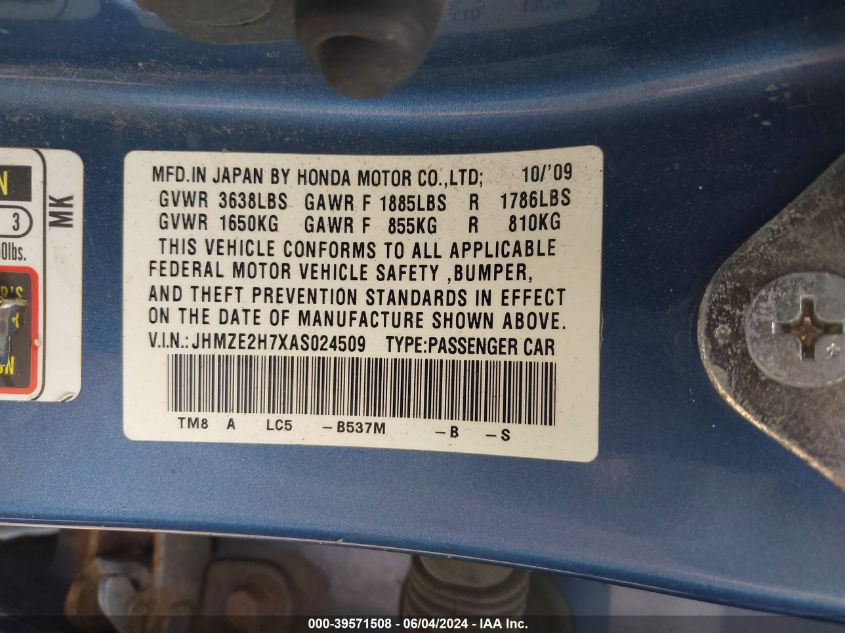 N
3
0lbs.
MK
MFD.IN JAPAN BY HONDA MOTOR CO.,LTD; 10/'09
GVWR 3638LBS GAWR F 1885LBS R 1786LBS
GVWR 1650KG GAWR F 855KG R 810KG
THIS VEHICLE CONFORMS TO ALL APPLICABLE
FEDERAL MOTOR VEHICLE SAFETY ,BUMPER,
AND THEFT PREVENTION STANDARDS IN EFFECT
ON THE DATE OF MANUFACTURE SHOWN ABOVE.
V.I.N.:JHMZE2H7XAS024509 TYPE:PASSENGER CAR
TM8 A LC5 -B537M -B -S
000-39571508 - 06/04/2024 - IAA Inc.